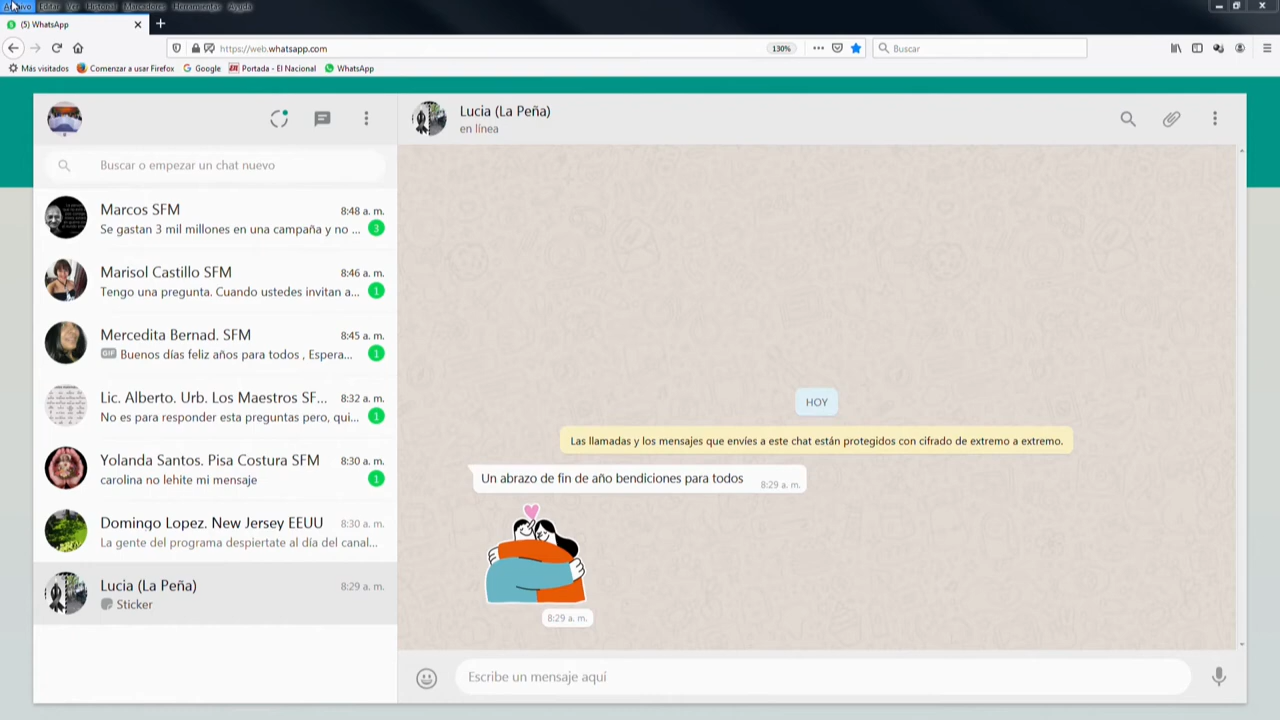 Archivo Editar Ver Historial Marcadores Herramientas Ayuda
(5) WhatsApp
https://web.whatsapp.com
130%
Buscar
Más visitados Comenzar a usar Firefox Google Portada - El Nacional WhatsApp
Lucia (La Peña)
en línea
Buscar o empezar un chat nuevo
Marcos SFM 8:48 a. m.
Se gastan 3 mil millones en una campaña y no ... 3
Marisol Castillo SFM 8:46 a. m.
Tengo una pregunta. Cuando ustedes invitan a... 1
Mercedita Bernad. SFM 8:45 a. m.
GIF Buenos días feliz años para todos , Espera... 1
Lic. Alberto. Urb. Los Maestros SF... 8:32 a. m.
No es para responder esta preguntas pero, qui... 1
Yolanda Santos. Pisa Costura SFM 8:30 a. m.
carolina no lehite mi mensaje 1
Domingo Lopez. New Jersey EEUU 8:30 a. m.
La gente del programa despiertate al día del canal...
Lucia (La Peña) 8:29 a. m.
Sticker
HOY
Las llamadas y los mensajes que envíes a este chat están protegidos con cifrado de extremo a extremo.
Un abrazo de fin de año bendiciones para todos 8:29 a. m.
8:29 a. m.
Escribe un mensaje aquí